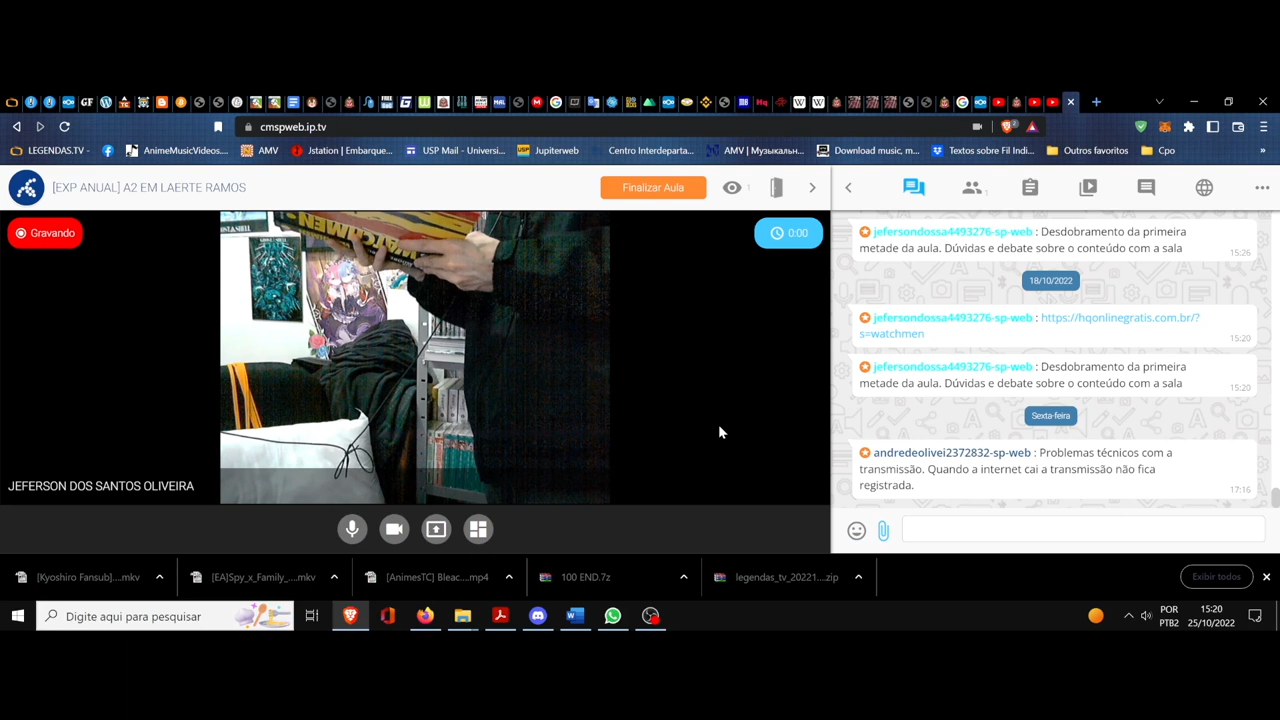 GF
MAL
Hq
W
W
cmspweb.ip.tv
2
LEGENDAS.TV -
AnimeMusicVideos...
AMV
Jstation | Embarque...
USP Mail - Universi...
Jupiterweb
Centro Interdeparta...
AMV | Музыкальн...
Download music, m...
Textos sobre Fil Indi...
Outros favoritos
Cpo
»
[EXP ANUAL] A2 EM LAERTE RAMOS
Finalizar Aula
1
1
Gravando
0:00
WATCHMEN
JEFERSON DOS SANTOS OLIVEIRA
jefersondossa4493276-sp-web : Desdobramento da primeira
metade da aula. Dúvidas e debate sobre o conteúdo com a sala
15:26
18/10/2022
jefersondossa4493276-sp-web : https://hqonlinegratis.com.br/?
s=watchmen
15:20
jefersondossa4493276-sp-web : Desdobramento da primeira
metade da aula. Dúvidas e debate sobre o conteúdo com a sala
15:20
Sexta-feira
andredeolivei2372832-sp-web : Problemas técnicos com a
transmissão. Quando a internet cai a transmissão não fica
registrada.
17:16
[Kyoshiro Fansub]....mkv
[EA]Spy_x_Family_....mkv
[AnimesTC] Bleac....mp4
100 END.7z
legendas_tv_20221....zip
Exibir todos
Digite aqui para pesquisar
POR
PTB2
15:20
25/10/2022